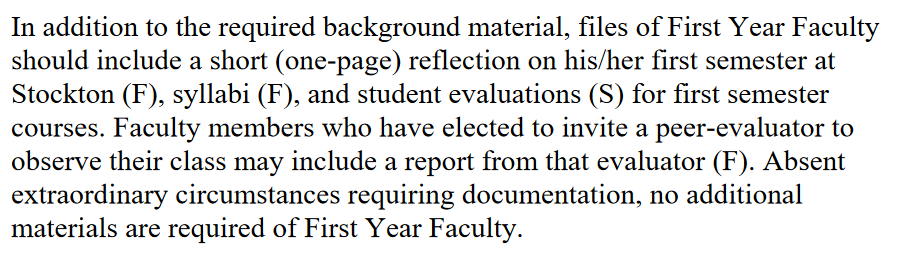 In addition to the required background material, files of First Year Faculty
should include a short (one-page) reflection on his/her first semester at
Stockton (F), syllabi (F), and student evaluations (S) for first semester
courses. Faculty members who have elected to invite a peer-evaluator to
observe their class may include a report from that evaluator (F). Absent
extraordinary circumstances requiring documentation, no additional
materials are required of First Year Faculty.